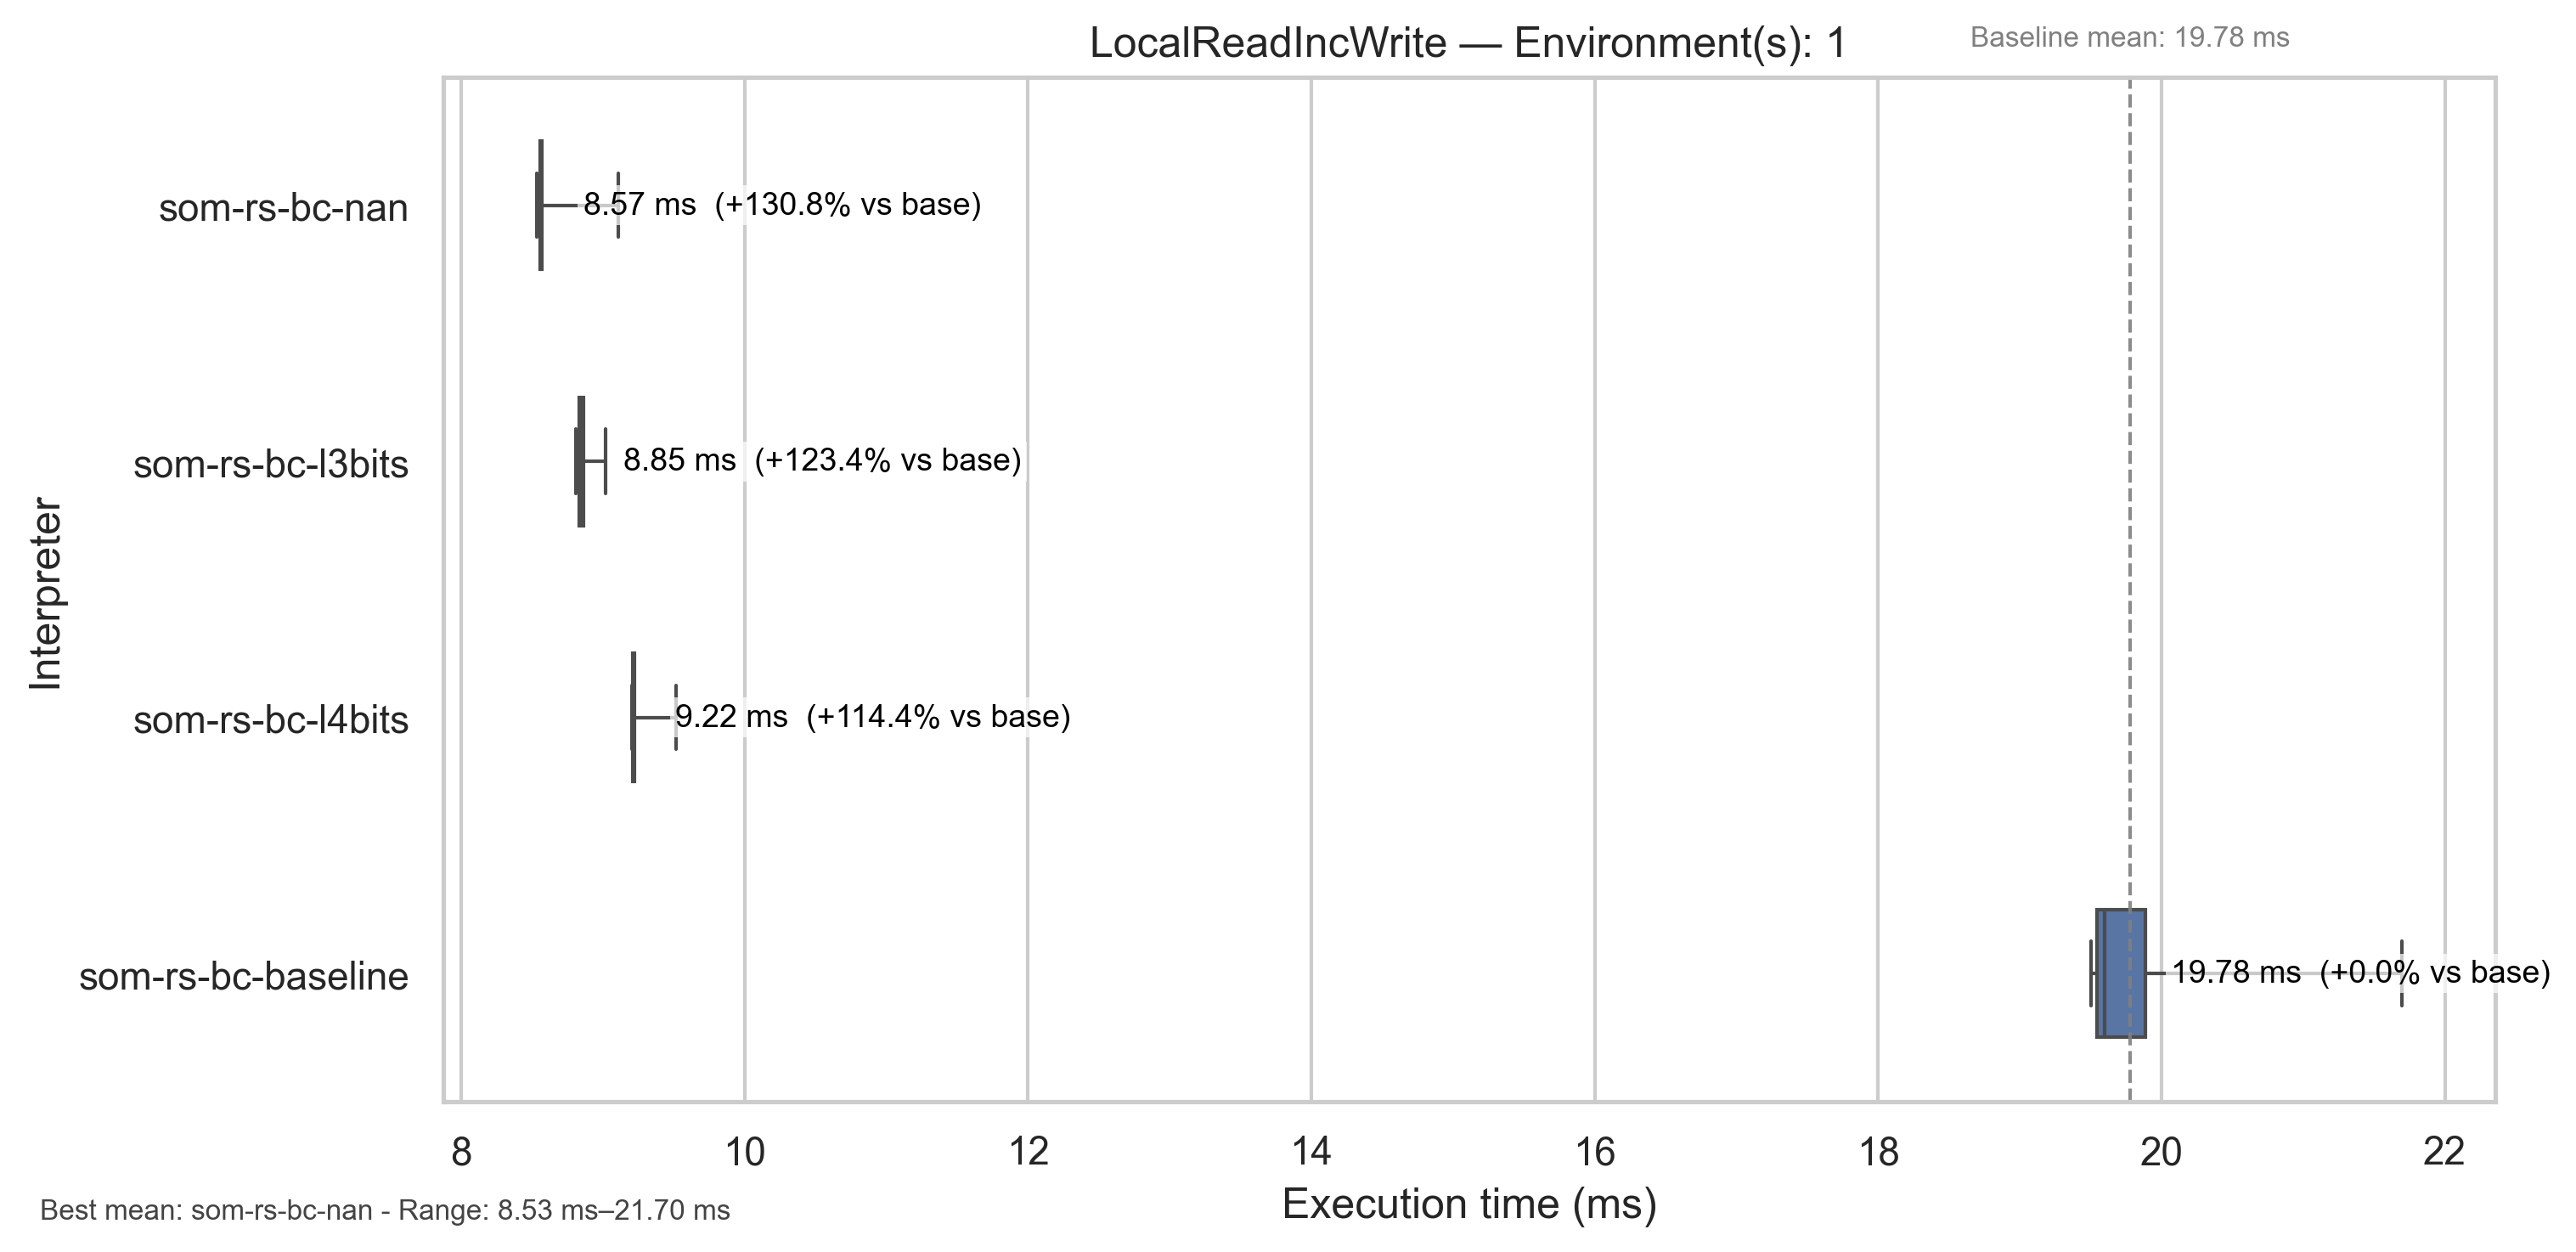 LocalReadIncWrite — Environment(s): 1
Baseline mean: 19.78 ms
som-rs-bc-nan
8.57 ms  (+130.8% vs base)
som-rs-bc-l3bits
8.85 ms  (+123.4% vs base)
som-rs-bc-l4bits
9.22 ms  (+114.4% vs base)
som-rs-bc-baseline
19.78 ms  (+0.0% vs base)
Interpreter
8 10 12 14 16 18 20 22
Execution time (ms)
Best mean: som-rs-bc-nan - Range: 8.53 ms–21.70 ms